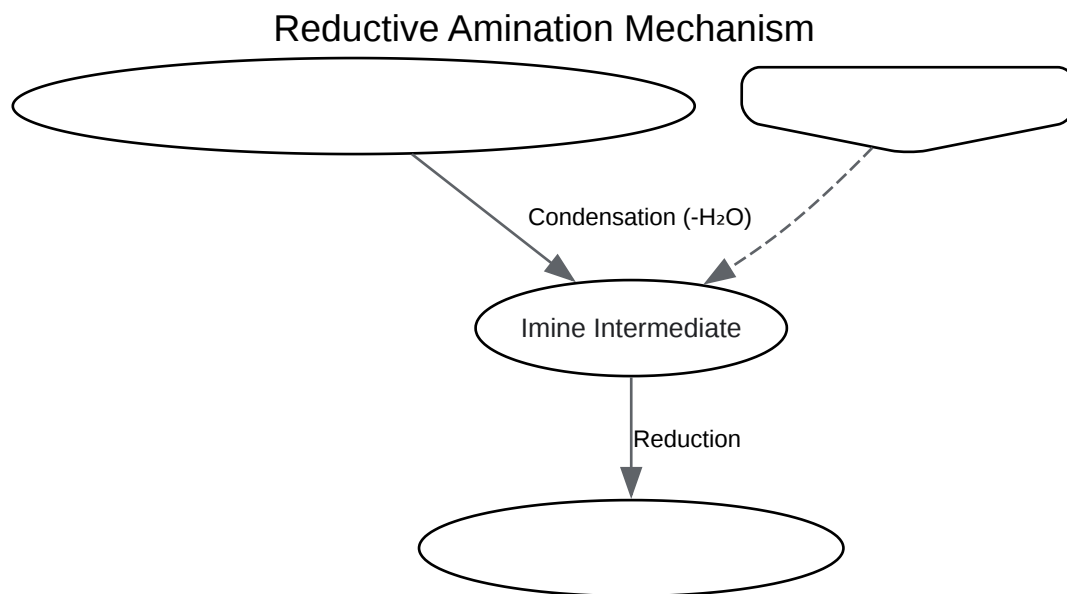 Reductive Amination Mechanism
Condensation (-H₂O)
Imine Intermediate
Reduction